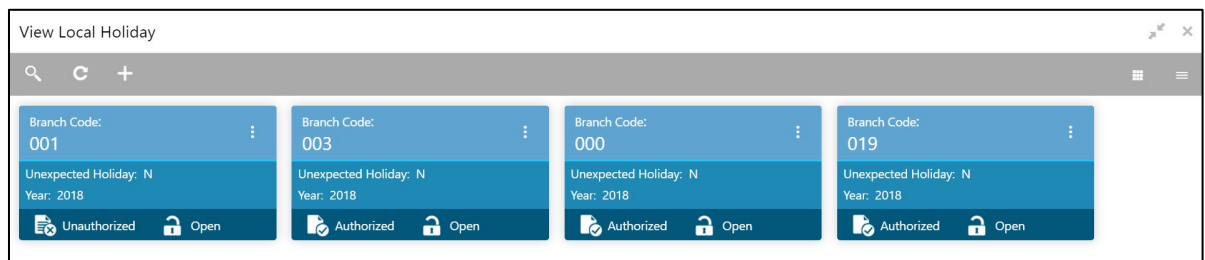 View Local Holiday
Branch Code:
001
Unexpected Holiday: N
Year: 2018
Unauthorized Open
Branch Code:
003
Unexpected Holiday: N
Year: 2018
Authorized Open
Branch Code:
000
Unexpected Holiday: N
Year: 2018
Authorized Open
Branch Code:
019
Unexpected Holiday: N
Year: 2018
Authorized Open